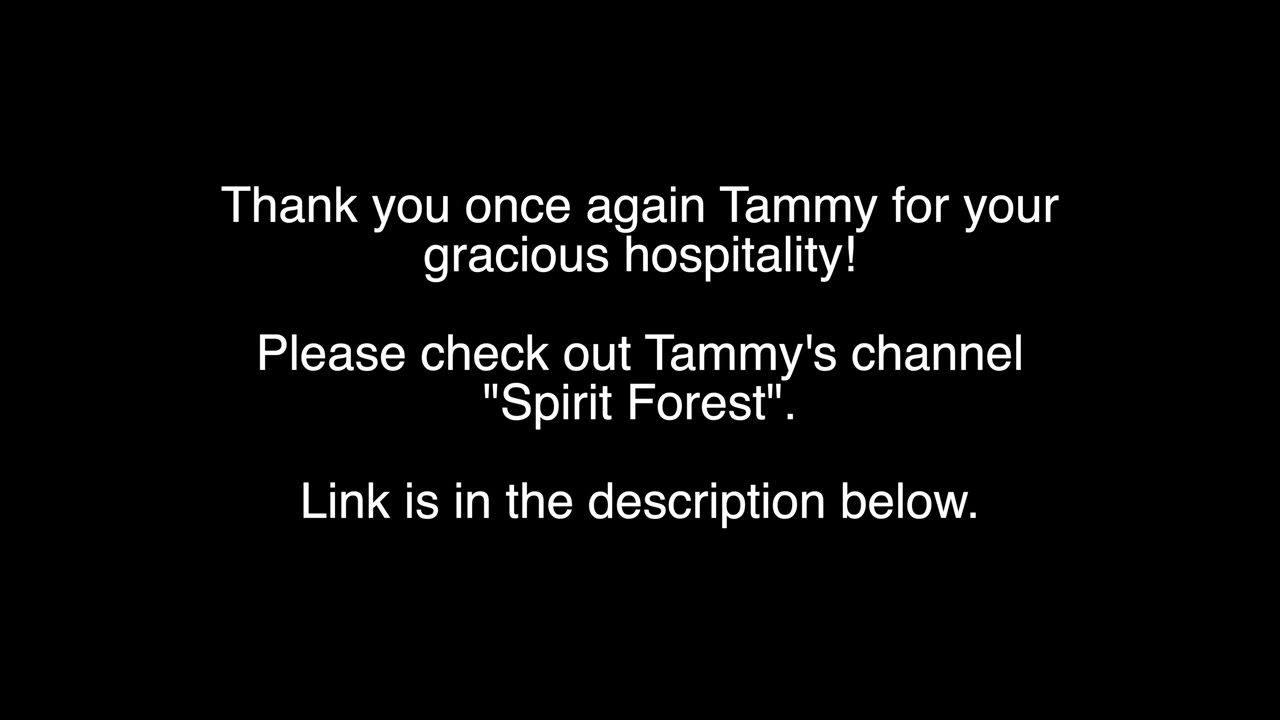 Thank you once again Tammy for your
gracious hospitality!
Please check out Tammy's channel
"Spirit Forest".
Link is in the description below.